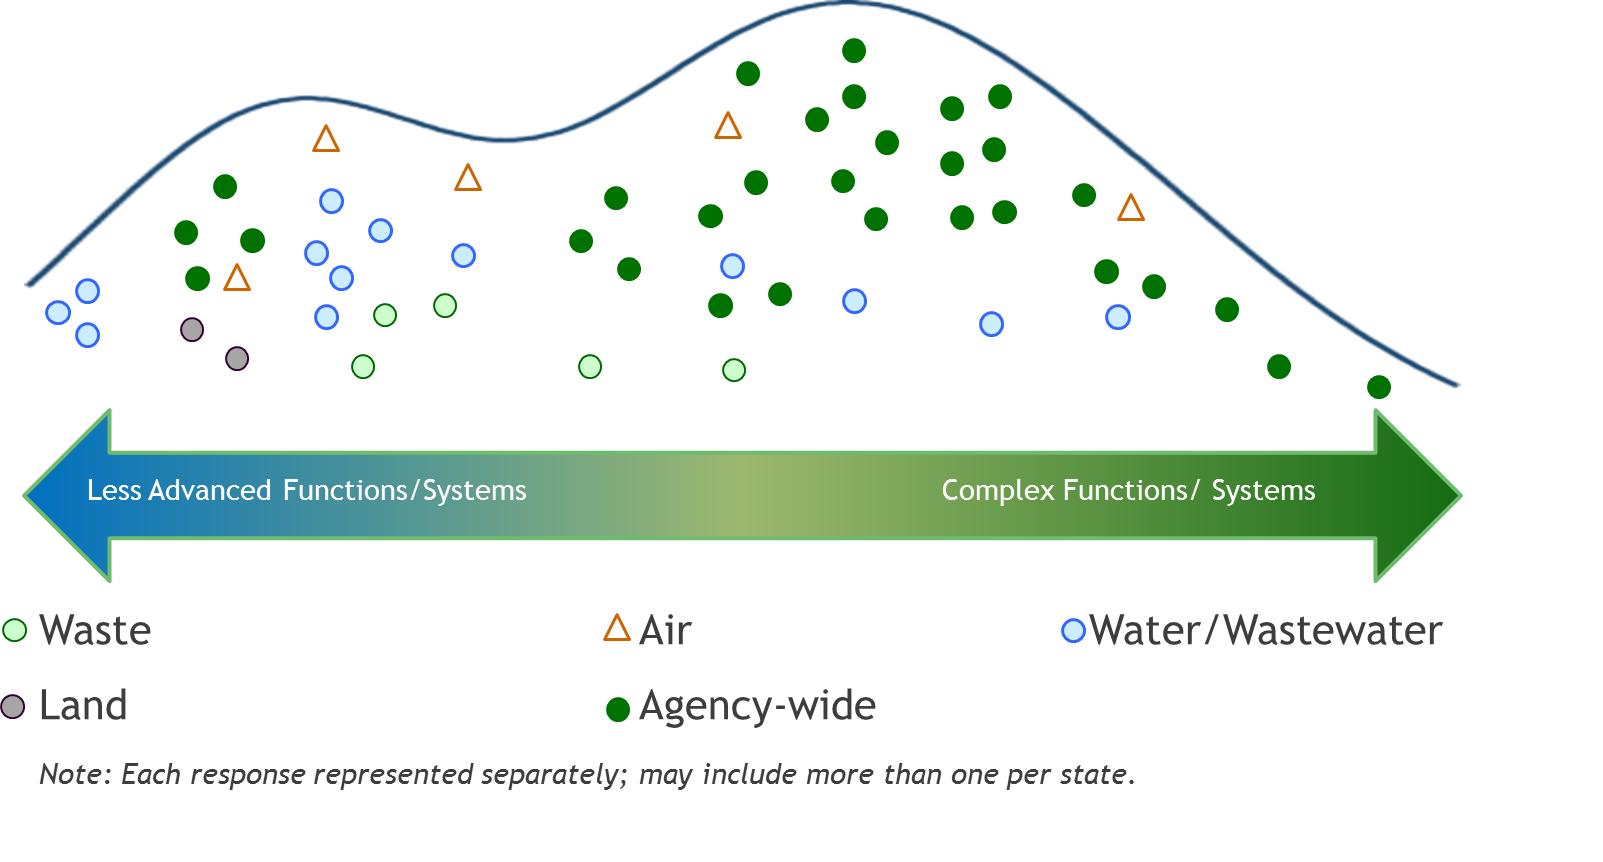 Less Advanced Functions/Systems
Complex Functions/ Systems
Waste
Air
Water/Wastewater
Land
Agency-wide
Note: Each response represented separately; may include more than one per state.